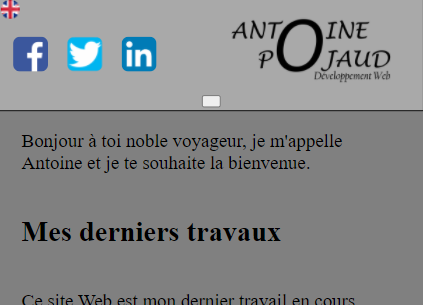 ANTOINE
POJAUD
Développement Web
Bonjour à toi noble voyageur, je m'appelle
Antoine et je te souhaite la bienvenue.
Mes derniers travaux
Ce site Web est mon dernier travail en cours